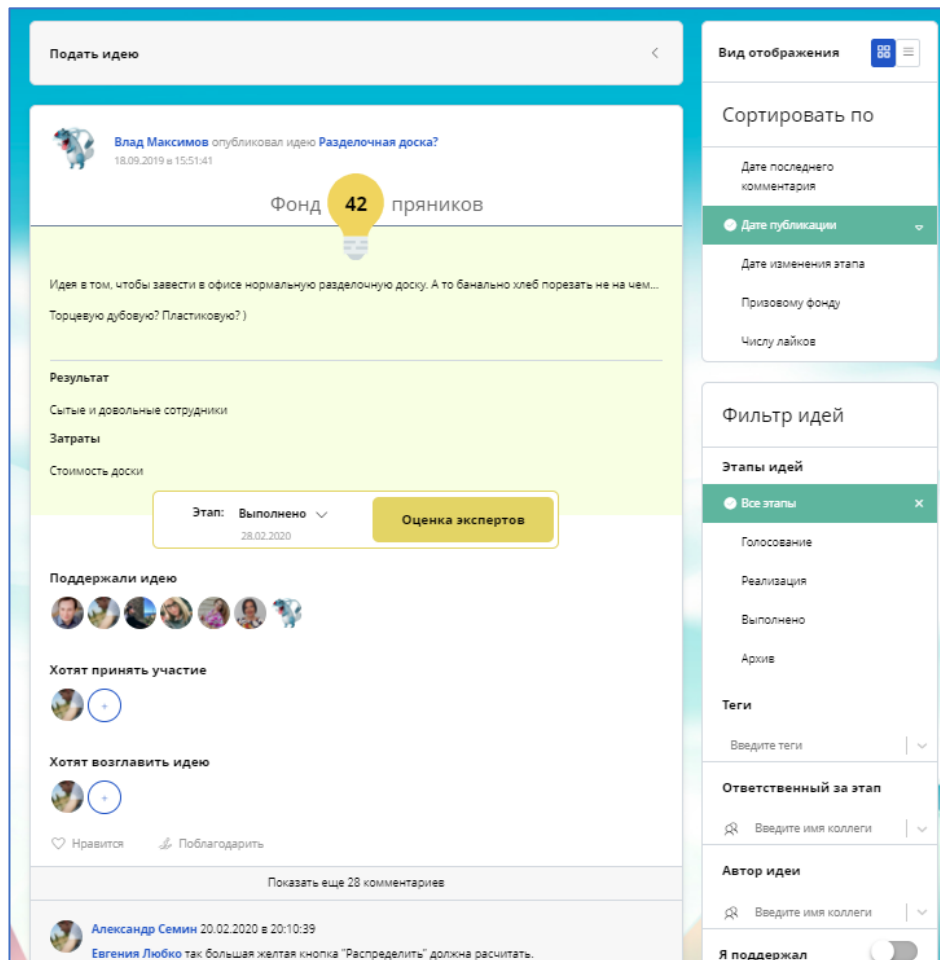 Подать идею
Влад Максимов опубликовал идею Разделочная доска?
18.09.2019 в 15:51:41
Фонд 42 пряников
Идея в том, чтобы завести в офисе нормальную разделочную доску. А то банально хлеб порезать не на чем...
Торцевую дубовую? Пластиковую? )
Результат
Сытые и довольные сотрудники
Затраты
Стоимость доски
Этап: Выполнено
28.02.2020
Оценка экспертов
Поддержали идею
Хотят принять участие
Хотят возглавить идею
Нравится Поблагодарить
Показать еще 28 комментариев
Александр Семин 20.02.2020 в 20:10:39
Евгения Любко так большая желтая кнопка "Распределить" должна расчитать.
Вид отображения
Сортировать по
Дате последнего
комментария
Дате публикации
Дате изменения этапа
Призовому фонду
Числу лайков
Фильтр идей
Этапы идей
Все этапы
Голосование
Реализация
Выполнено
Архив
Теги
Введите теги
Ответственный за этап
Введите имя коллеги
Автор идеи
Введите имя коллеги
Я поддержал